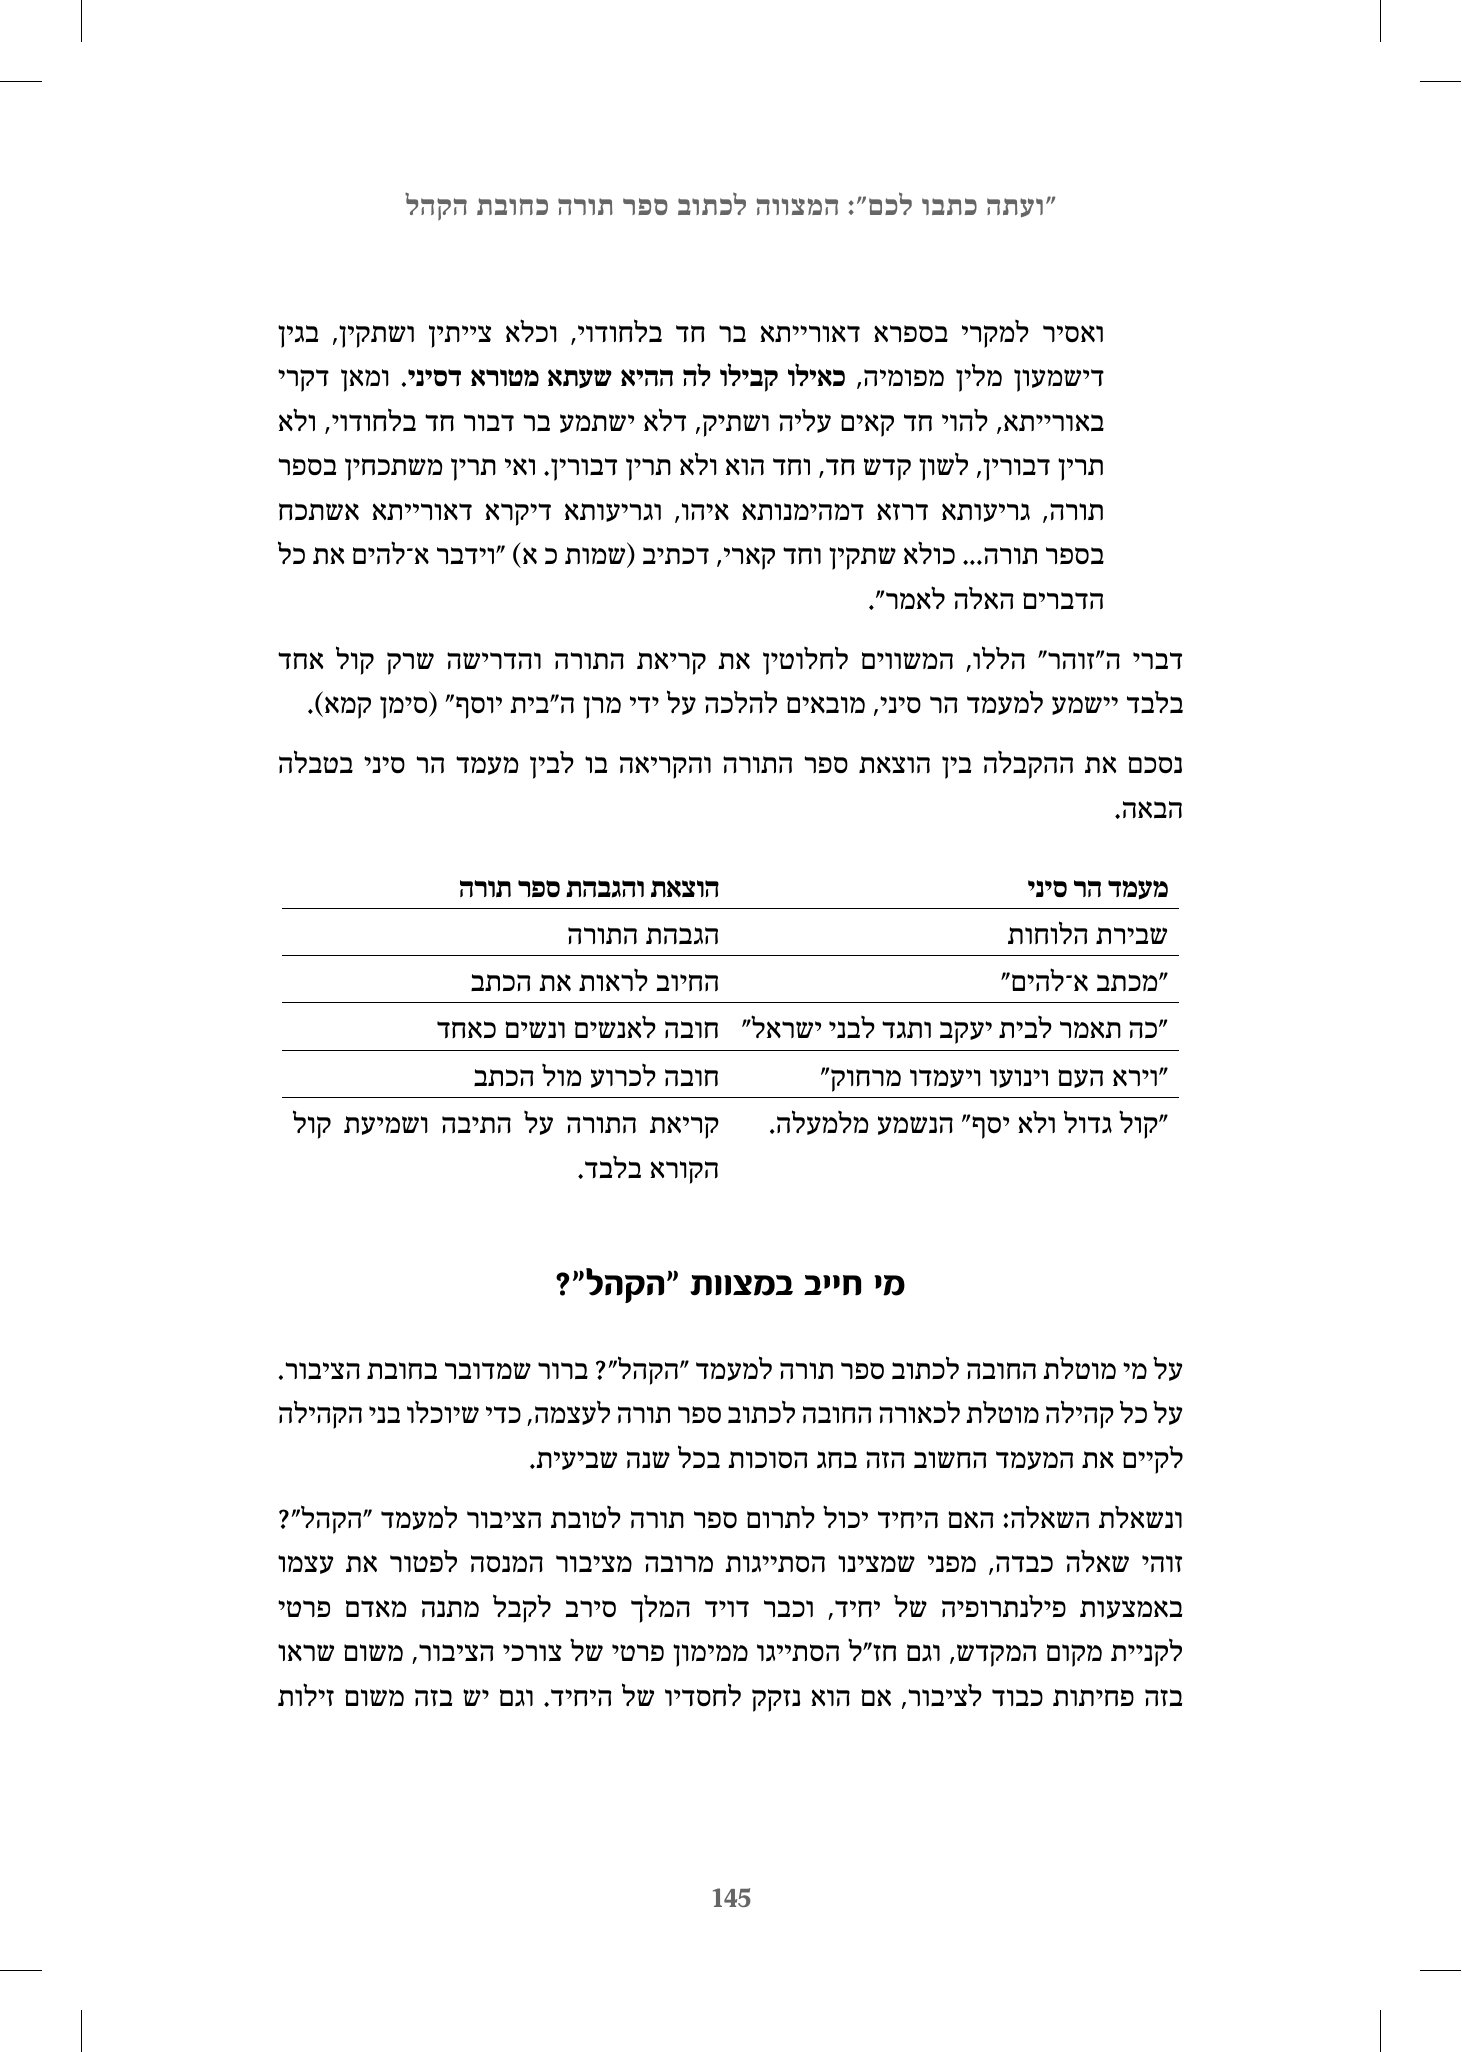 "ועתה כתבו לכם": המצווה לכתוב ספר תורה כחובת הקהל
ואסיר למקרי בספרא דאורייתא בר חד בלחודוי, וכלא צייתין ושתקין, בגין
דישמעון מלין מפומיה, כאילו קבילו לה ההיא שעתא מטורא דסיני. ומאן דקרי
באורייתא, להוי חד קאים עליה ושתיק, דלא ישתמע בר דבור חד בלחודוי, ולא
תרין דבורין, לשון קדש חד, וחד הוא ולא תרין דבורין. ואי תרין משתכחין בספר
תורה, גריעותא דרזא דמהימנותא איהו, וגריעותא דיקרא דאורייתא אשתכח
בספר תורה... כולא שתקין וחד קארי, דכתיב (שמות כ א) "וידבר א־להים את כל
הדברים האלה לאמר".
דברי ה"זוהר" הללו, המשווים לחלוטין את קריאת התורה והדרישה שרק קול אחד
בלבד יישמע למעמד הר סיני, מובאים להלכה על ידי מרן ה"בית יוסף" (סימן קמא).
נסכם את ההקבלה בין הוצאת ספר התורה והקריאה בו לבין מעמד הר סיני בטבלה
הבאה.
מעמד הר סיני הוצאת והגבהת ספר תורה
שבירת הלוחות הגבהת התורה
"מכתב א־להים" החיוב לראות את הכתב
"כה תאמר לבית יעקב ותגד לבני ישראל" חובה לאנשים ונשים כאחד
"וירא העם וינועו ויעמדו מרחוק" חובה לכרוע מול הכתב
"קול גדול ולא יסף" הנשמע מלמעלה. קריאת התורה על התיבה ושמיעת קול
הקורא בלבד.
מי חייב במצוות "הקהל"?
על מי מוטלת החובה לכתוב ספר תורה למעמד "הקהל"? ברור שמדובר בחובת הציבור.
על כל קהילה מוטלת לכאורה החובה לכתוב ספר תורה לעצמה, כדי שיוכלו בני הקהילה
לקיים את המעמד החשוב הזה בחג הסוכות בכל שנה שביעית.
ונשאלת השאלה: האם היחיד יכול לתרום ספר תורה לטובת הציבור למעמד "הקהל"?
זוהי שאלה כבדה, מפני שמצינו הסתייגות מרובה מציבור המנסה לפטור את עצמו
באמצעות פילנתרופיה של יחיד, וכבר דויד המלך סירב לקבל מתנה מאדם פרטי
לקניית מקום המקדש, וגם חז"ל הסתייגו ממימון פרטי של צורכי הציבור, משום שראו
בזה פחיתות כבוד לציבור, אם הוא נזקק לחסדיו של היחיד. וגם יש בזה משום זילות
145